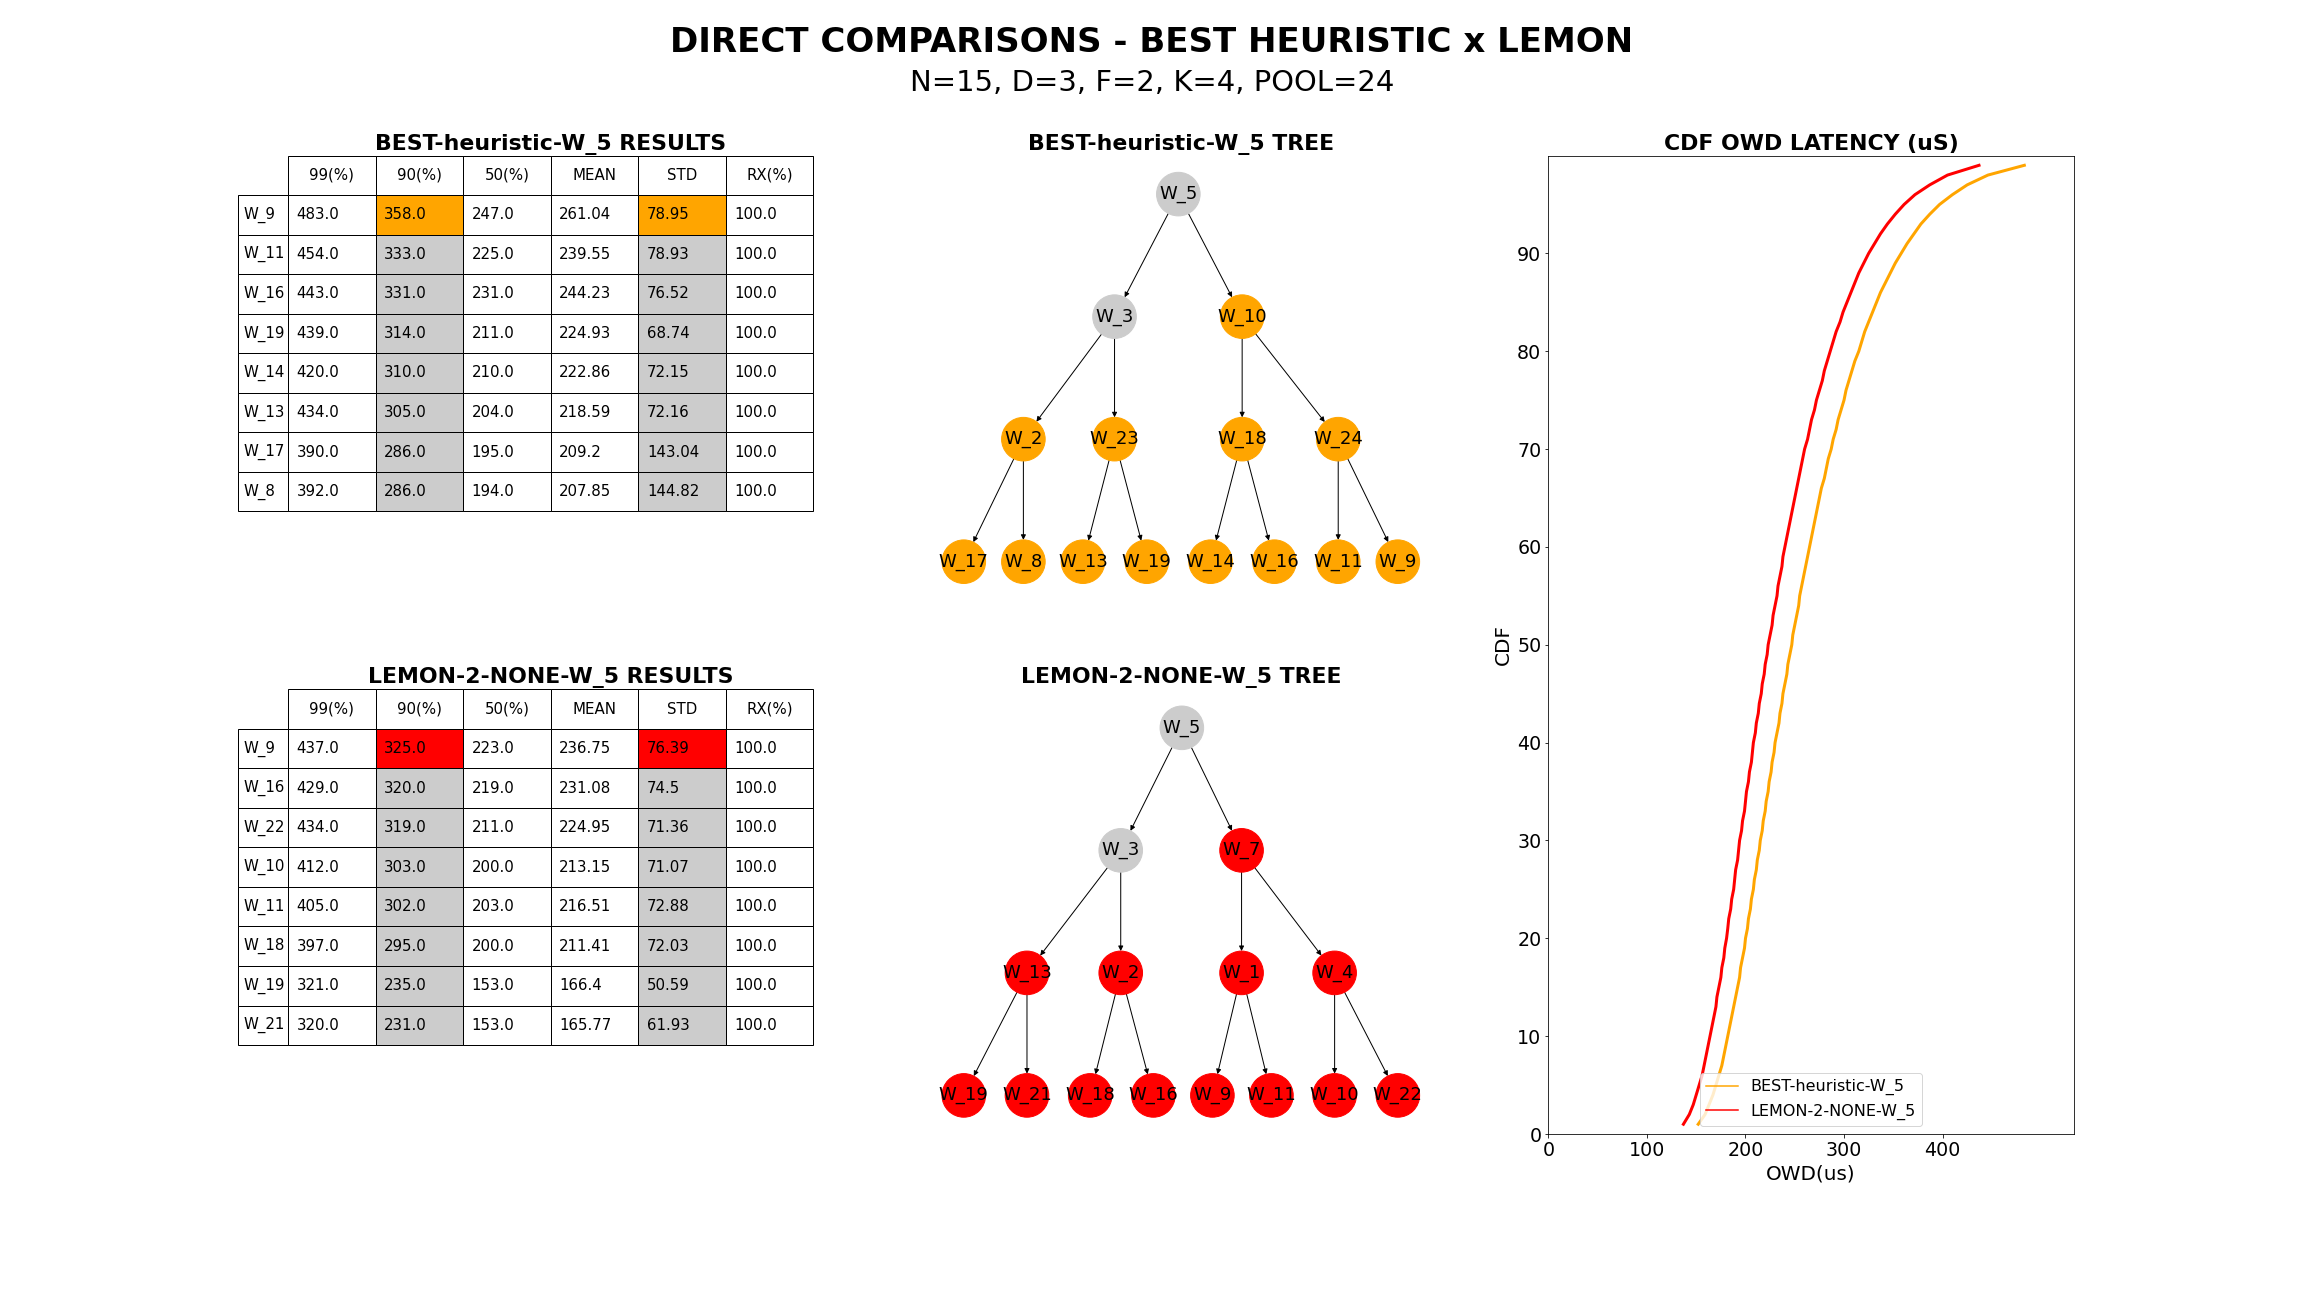 DIRECT COMPARISONS - BEST HEURISTIC x LEMON
N=15, D=3, F=2, K=4, POOL=24
BEST-heuristic-W_5 RESULTS
99(%) 90(%) 50(%) MEAN STD RX(%)
W_9 483.0 358.0 247.0 261.04 78.95 100.0
W_11 454.0 333.0 225.0 239.55 78.93 100.0
W_16 443.0 331.0 231.0 244.23 76.52 100.0
W_19 439.0 314.0 211.0 224.93 68.74 100.0
W_14 420.0 310.0 210.0 222.86 72.15 100.0
W_13 434.0 305.0 204.0 218.59 72.16 100.0
W_17 390.0 286.0 195.0 209.2 143.04 100.0
W_8 392.0 286.0 194.0 207.85 144.82 100.0
BEST-heuristic-W_5 TREE
W_5
W_3 W_10
W_2 W_23 W_18 W_24
W_17 W_8 W_13 W_19 W_14 W_16 W_11 W_9
LEMON-2-NONE-W_5 RESULTS
99(%) 90(%) 50(%) MEAN STD RX(%)
W_9 437.0 325.0 223.0 236.75 76.39 100.0
W_16 429.0 320.0 219.0 231.08 74.5 100.0
W_22 434.0 319.0 211.0 224.95 71.36 100.0
W_10 412.0 303.0 200.0 213.15 71.07 100.0
W_11 405.0 302.0 203.0 216.51 72.88 100.0
W_18 397.0 295.0 200.0 211.41 72.03 100.0
W_19 321.0 235.0 153.0 166.4 50.59 100.0
W_21 320.0 231.0 153.0 165.77 61.93 100.0
LEMON-2-NONE-W_5 TREE
W_5
W_3 W_7
W_13 W_2 W_1 W_4
W_19 W_21 W_18 W_16 W_9 W_11 W_10 W_22
CDF OWD LATENCY (uS)
90
80
70
60
50
40
30
20
10
0
CDF
BEST-heuristic-W_5
LEMON-2-NONE-W_5
0 100 200 300 400
OWD(us)